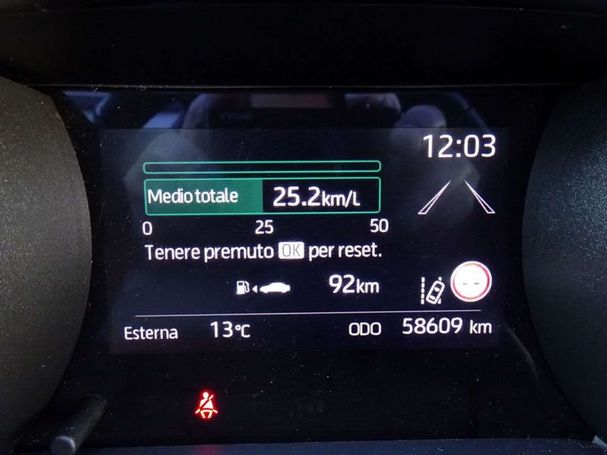 12:03
Medio totale 25.2km/L
0 25 50
Tenere premuto OK per reset.
92km
--
Esterna 13°C ODO 58609 km